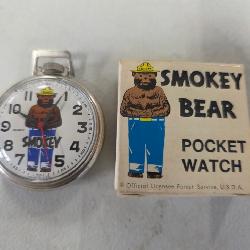 12
1
2
3
4
5
6
7
8
9
10
11
SMOKEY
SMOKEY
BEAR
POCKET
WATCH
Official Licensee Forest Service, U.S.D.A.